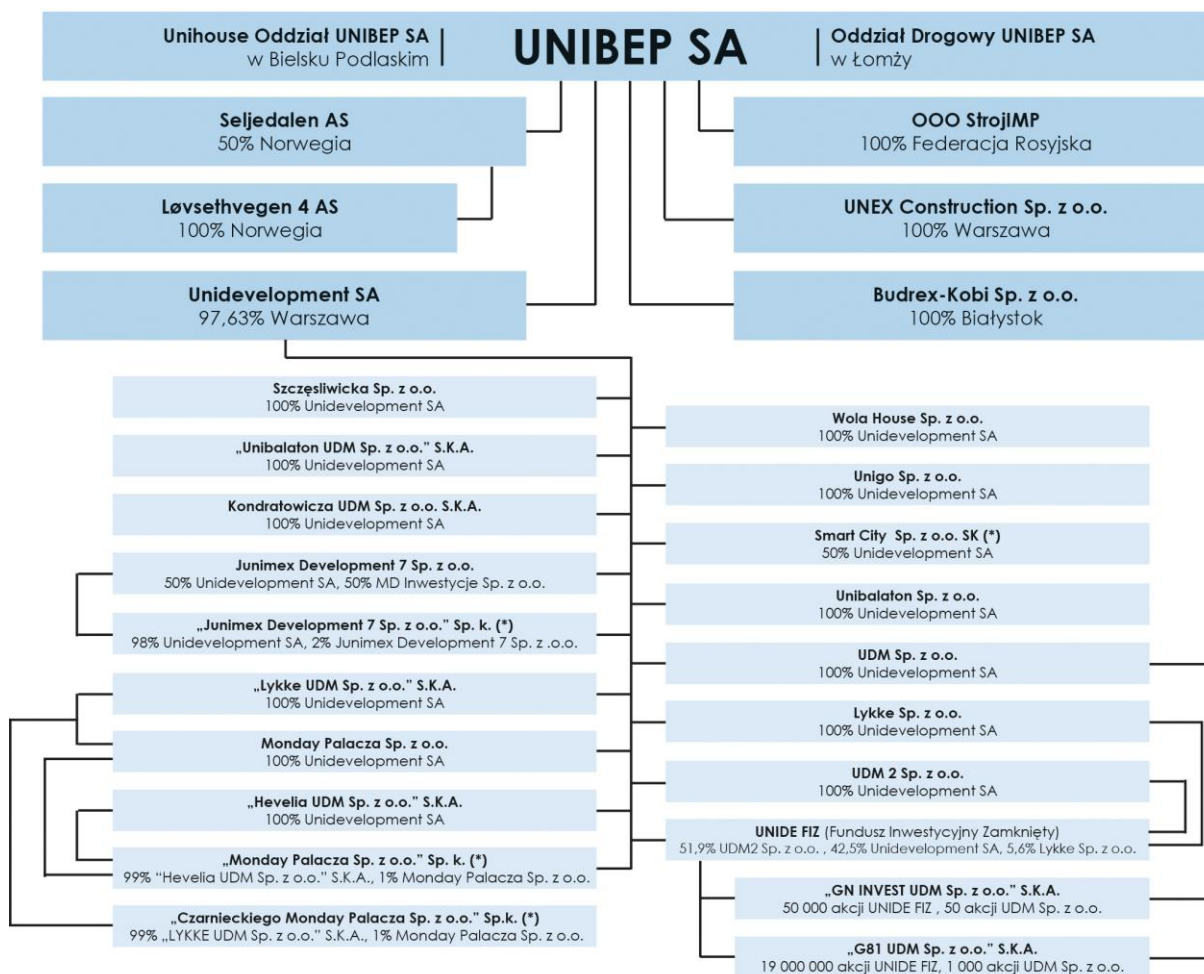 Unihouse Oddział UNIBEP SA
w Bielsku Podlaskim
UNIBEP SA
Oddział Drogowy UNIBEP SA
w Łomży
Seljedalen AS
50% Norwegia
OOO StrojIMP
100% Federacja Rosyjska
Løvsethvegen 4 AS
100% Norwegia
UNEX Construction Sp. z o.o.
100% Warszawa
Unidevelopment SA
97,63% Warszawa
Budrex-Kobi Sp. z o.o.
100% Białystok
Szczęsliwicka Sp. z o.o.
100% Unidevelopment SA
„Unibalaton UDM Sp. z o.o." S.K.A.
100% Unidevelopment SA
Kondratowicza UDM Sp. z o.o. S.K.A.
100% Unidevelopment SA
Junimex Development 7 Sp. z o.o.
50% Unidevelopment SA, 50% MD Inwestycje Sp. z o.o.
„Junimex Development 7 Sp. z o.o." Sp. k. (*)
98% Unidevelopment SA, 2% Junimex Development 7 Sp. z .o.o.
„Lykke UDM Sp. z o.o." S.K.A.
100% Unidevelopment SA
Monday Palacza Sp. z o.o.
100% Unidevelopment SA
„Hevelia UDM Sp. z o.o." S.K.A.
100% Unidevelopment SA
„Monday Palacza Sp. z o.o." Sp. k. (*)
99% "Hevelia UDM Sp. z o.o." S.K.A., 1% Monday Palacza Sp. z o.o.
„Czarnieckiego Monday Palacza Sp. z o.o." Sp.k. (*)
99% „LYKKE UDM Sp. z o.o." S.K.A., 1% Monday Palacza Sp. z o.o.
Wola House Sp. z o.o.
100% Unidevelopment SA
Unigo Sp. z o.o.
100% Unidevelopment SA
Smart City Sp. z o.o. SK (*)
50% Unidevelopment SA
Unibalaton Sp. z o.o.
100% Unidevelopment SA
UDM Sp. z o.o.
100% Unidevelopment SA
Lykke Sp. z o.o.
100% Unidevelopment SA
UDM 2 Sp. z o.o.
100% Unidevelopment SA
UNIDE FIZ (Fundusz Inwestycyjny Zamknięty)
51,9% UDM2 Sp. z o.o. , 42,5% Unidevelopment SA, 5,6% Lykke Sp. z o.o.
„GN INVEST UDM Sp. z o.o." S.K.A.
50 000 akcji UNIDE FIZ , 50 akcji UDM Sp. z o.o.
„G81 UDM Sp. z o.o." S.K.A.
19 000 000 akcji UNIDE FIZ, 1 000 akcji UDM Sp. z o.o.